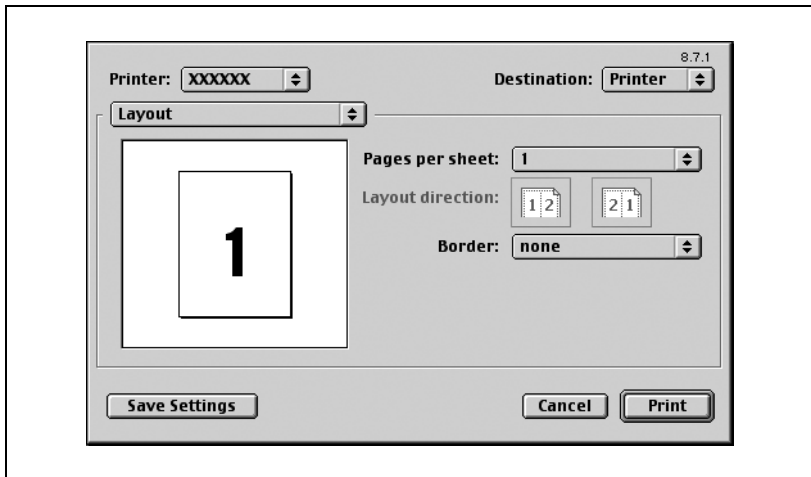 8.7.1
Printer: XXXXXX Destination: Printer
Layout
Pages per sheet: 1
Layout direction: 1 2 2 1
1
Border: none
Save Settings Cancel Print